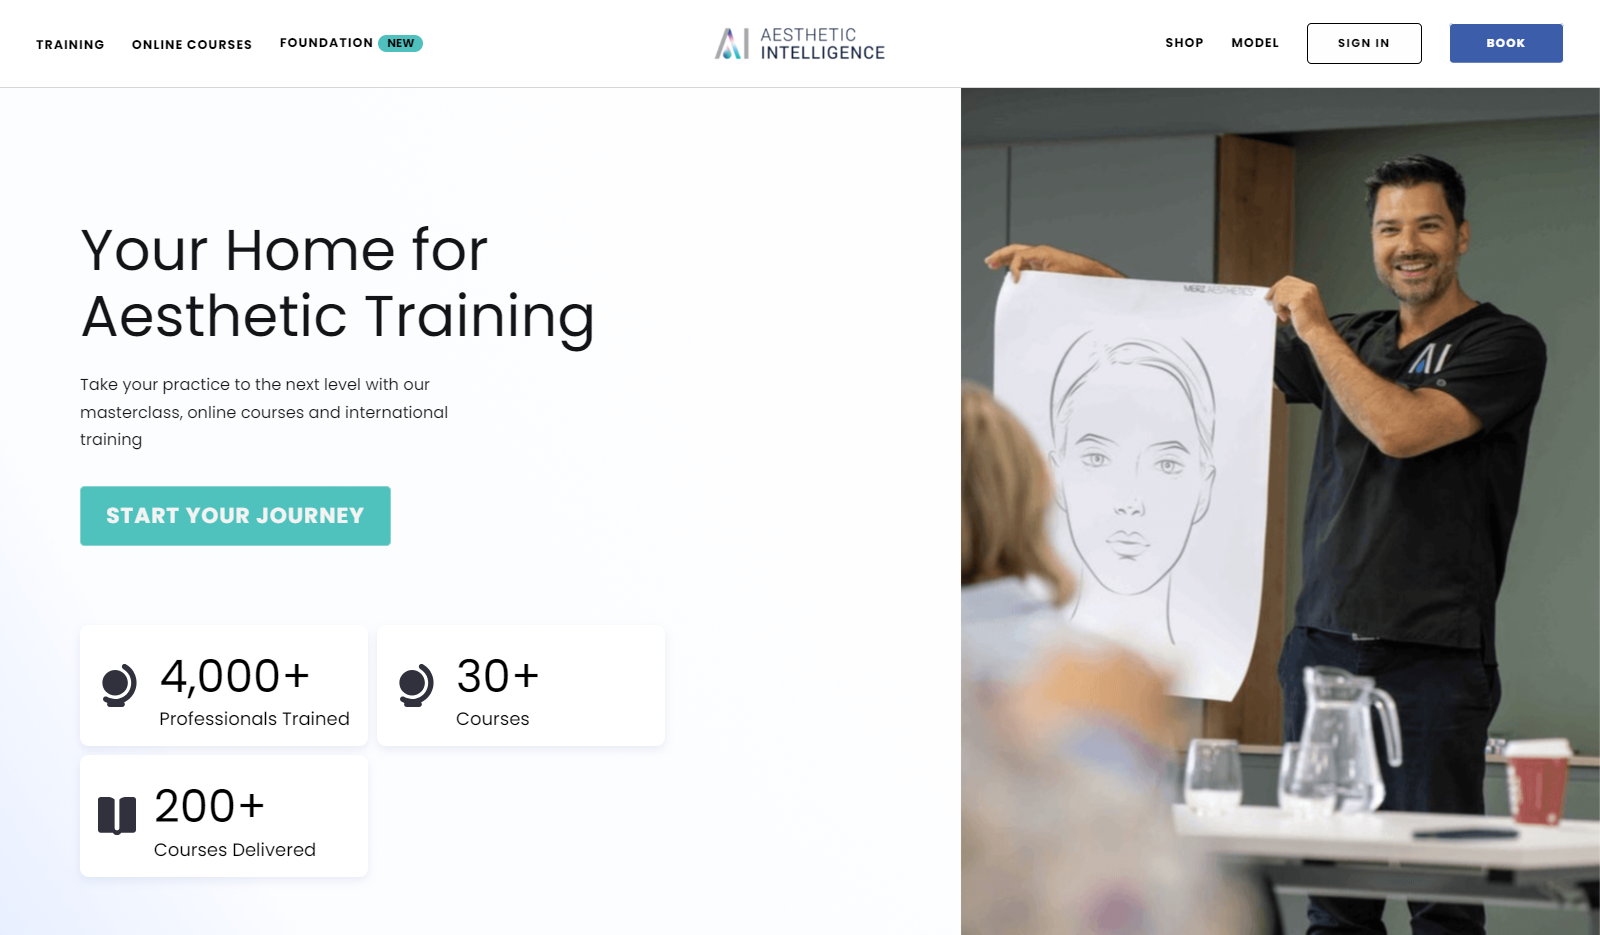 TRAINING
ONLINE COURSES
FOUNDATION NEW
AESTHETIC
INTELLIGENCE
SHOP
MODEL
SIGN IN
BOOK
Your Home for
Aesthetic Training
Take your practice to the next level with our
masterclass, online courses and international
training
START YOUR JOURNEY
4,000+
Professionals Trained
30+
Courses
200+
Courses Delivered
MERZ AESTHETICS
AI